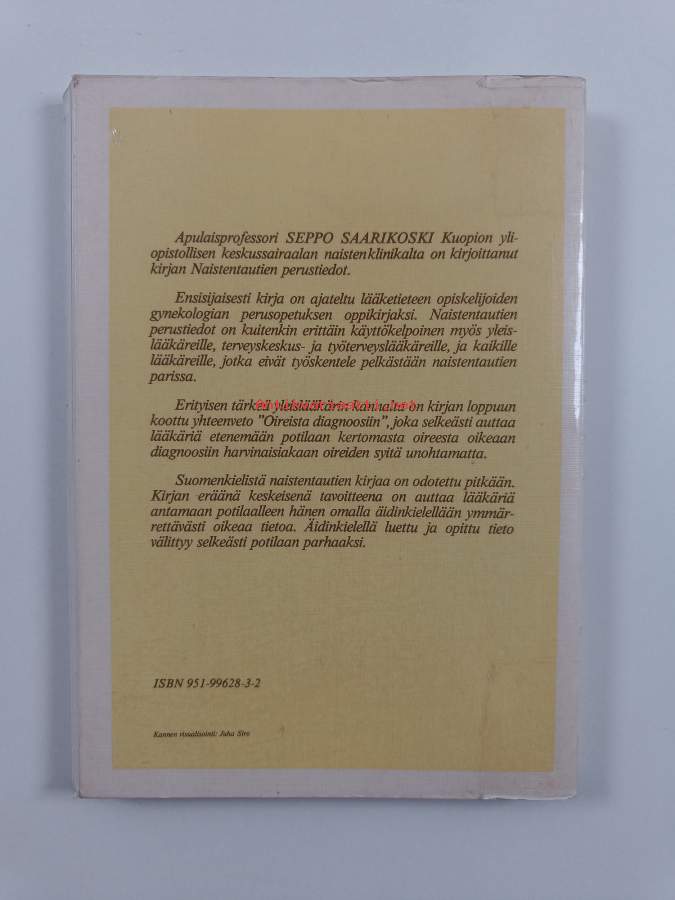 Apulaisprofessori SEPPO SAARIKOSKI Kuopion yli-
opistollisen keskussairaalan naistenklinikalta on kirjoittanut
kirjan Naistentautien perustiedot.
Ensisijaisesti kirja on ajateltu lääketieteen opiskelijoiden
gynekologian perusopetuksen oppikirjaksi. Naistentautien
perustiedot on kuitenkin erittäin käyttökelpoinen myös yleis-
lääkäreille, terveyskeskus- ja työterveyslääkäreille, ja kaikille
lääkäreille, jotka eivät työskentele pelkästään naistentautien
parissa.
Erityisen tärkeä yleislääkärin kannalta on kirjan loppuun
koottu yhteenveto "Oireista diagnoosiin", joka selkeästi auttaa
lääkäriä etenemään potilaan kertomasta oireesta oikeaan
diagnoosiin harvinaisiakaan oireiden syitä unohtamatta.
Suomenkielistä naistentautien kirjaa on odotettu pitkään.
Kirjan eräänä keskeisenä tavoitteena on auttaa lääkäriä
antamaan potilaalleen hänen omalla äidinkielellään ymmär-
rettävästi oikeaa tietoa. Äidinkielellä luettu ja opittu tieto
välittyy selkeästi potilaan parhaaksi.
ISBN 951-99628-3-2
Kannen visualisointi: Juha Siro